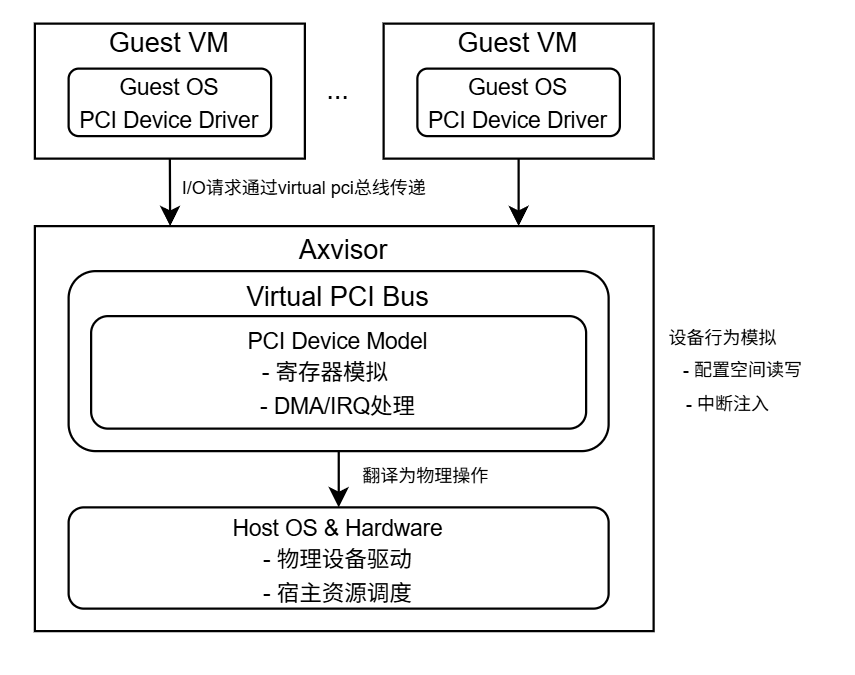 Guest VM
Guest OS
PCI Device Driver
...
Guest VM
Guest OS
PCI Device Driver
I/O请求通过virtual pci总线传递
Axvisor
Virtual PCI Bus
PCI Device Model
- 寄存器模拟
- DMA/IRQ处理
设备行为模拟
- 配置空间读写
- 中断注入
翻译为物理操作
Host OS & Hardware
- 物理设备驱动
- 宿主资源调度